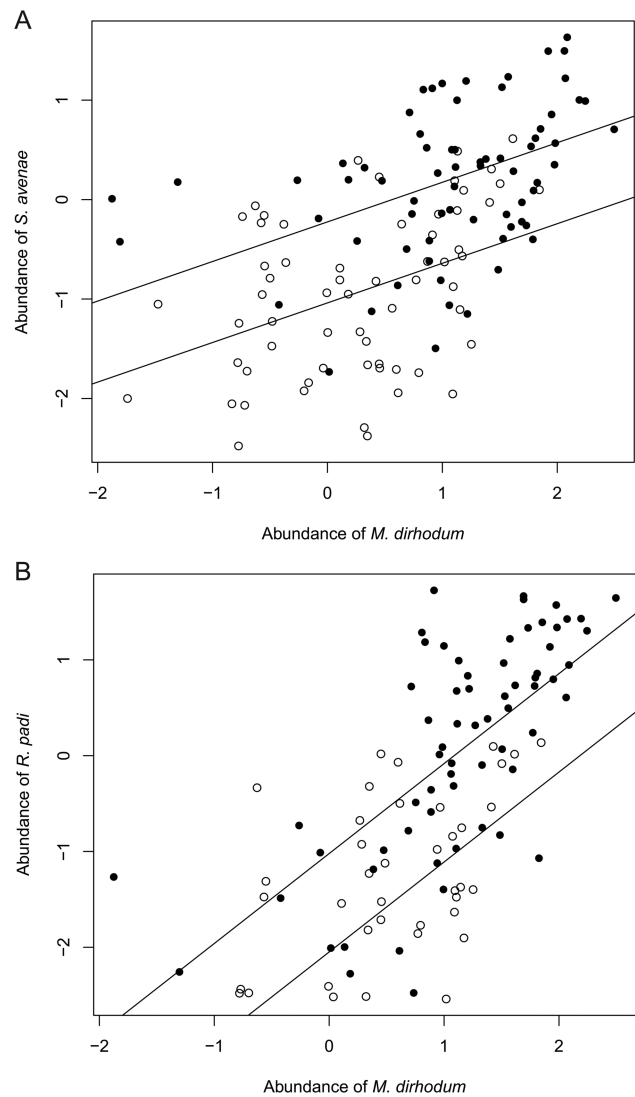 A
Abundance of S. avenae
1
0
−1
−2
−2 −1 0 1 2
Abundance of M. dirhodum
B
Abundance of R. padi
1
0
−1
−2
−2 −1 0 1 2
Abundance of M. dirhodum